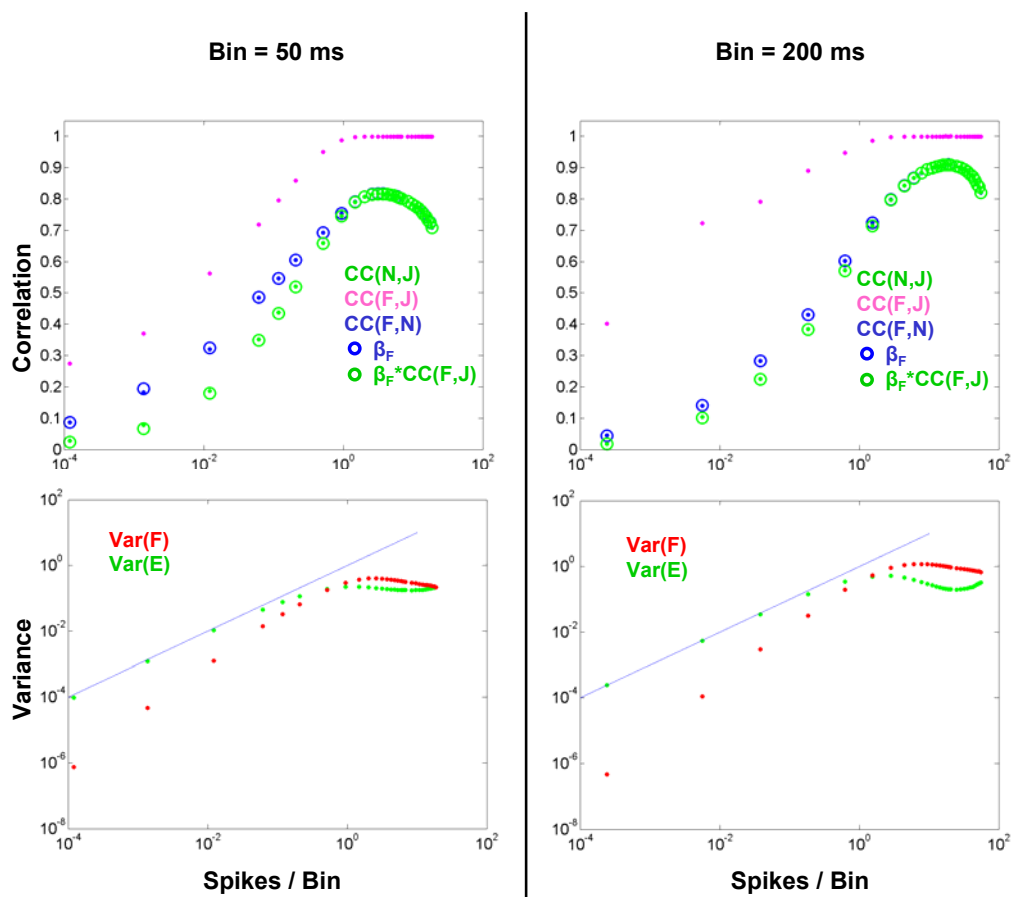 Bin = 50 ms
Bin = 200 ms
Correlation
1
0.9
0.8
0.7
0.6
0.5
0.4
0.3
0.2
0.1
0
10^-4
10^-2
10^0
10^2
CC(N,J)
CC(F,J)
CC(F,N)
β_F
β_F*CC(F,J)
1
0.9
0.8
0.7
0.6
0.5
0.4
0.3
0.2
0.1
0
10^-4
10^-2
10^0
10^2
CC(N,J)
CC(F,J)
CC(F,N)
β_F
β_F*CC(F,J)
Variance
10^2
10^0
10^-2
10^-4
10^-6
10^-8
10^-4
10^-2
10^0
10^2
Var(F)
Var(E)
Spikes / Bin
10^2
10^0
10^-2
10^-4
10^-6
10^-8
10^-4
10^-2
10^0
10^2
Var(F)
Var(E)
Spikes / Bin